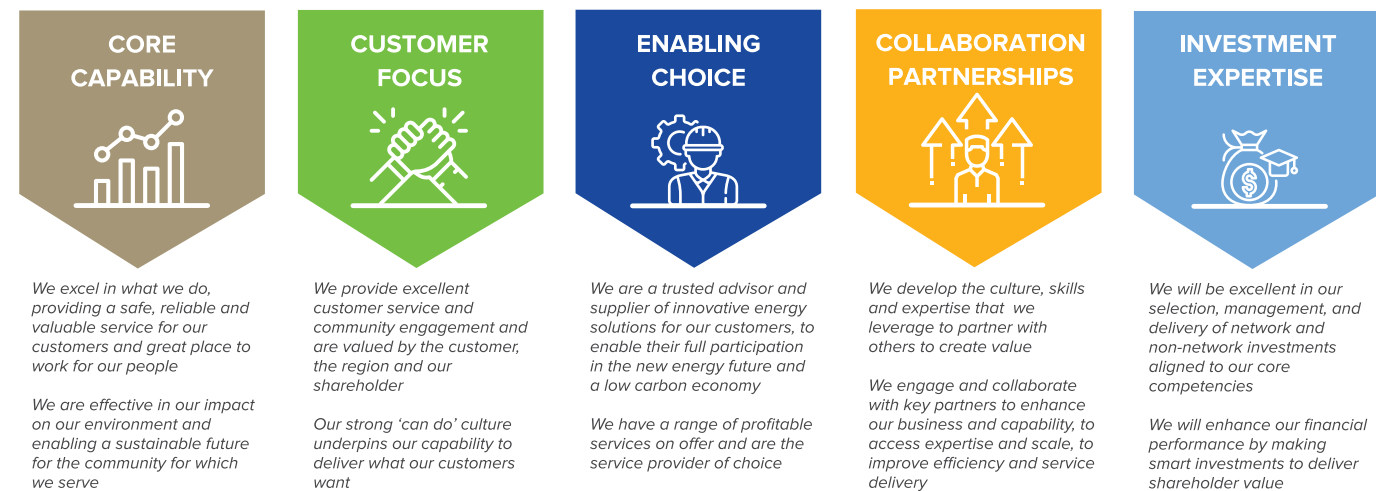 CORE
CAPABILITY
We excel in what we do,
providing a safe, reliable and
valuable service for our
customers and great place to
work for our people
We are effective in our impact
on our environment and
enabling a sustainable future
for the community for which
we serve
CUSTOMER
FOCUS
We provide excellent
customer service and
community engagement and
are valued by the customer,
the region and our
shareholder
Our strong ‘can do’ culture
underpins our capability to
deliver what our customers
want
ENABLING
CHOICE
We are a trusted advisor and
supplier of innovative energy
solutions for our customers, to
enable their full participation
in the new energy future and
a low carbon economy
We have a range of profitable
services on offer and are the
service provider of choice
COLLABORATION
PARTNERSHIPS
We develop the culture, skills
and expertise that we
leverage to partner with
others to create value
We engage and collaborate
with key partners to enhance
our business and capability, to
access expertise and scale, to
improve efficiency and service
delivery
INVESTMENT
EXPERTISE
$
We will be excellent in our
selection, management, and
delivery of network and
non-network investments
aligned to our core
competencies
We will enhance our financial
performance by making
smart investments to deliver
shareholder value